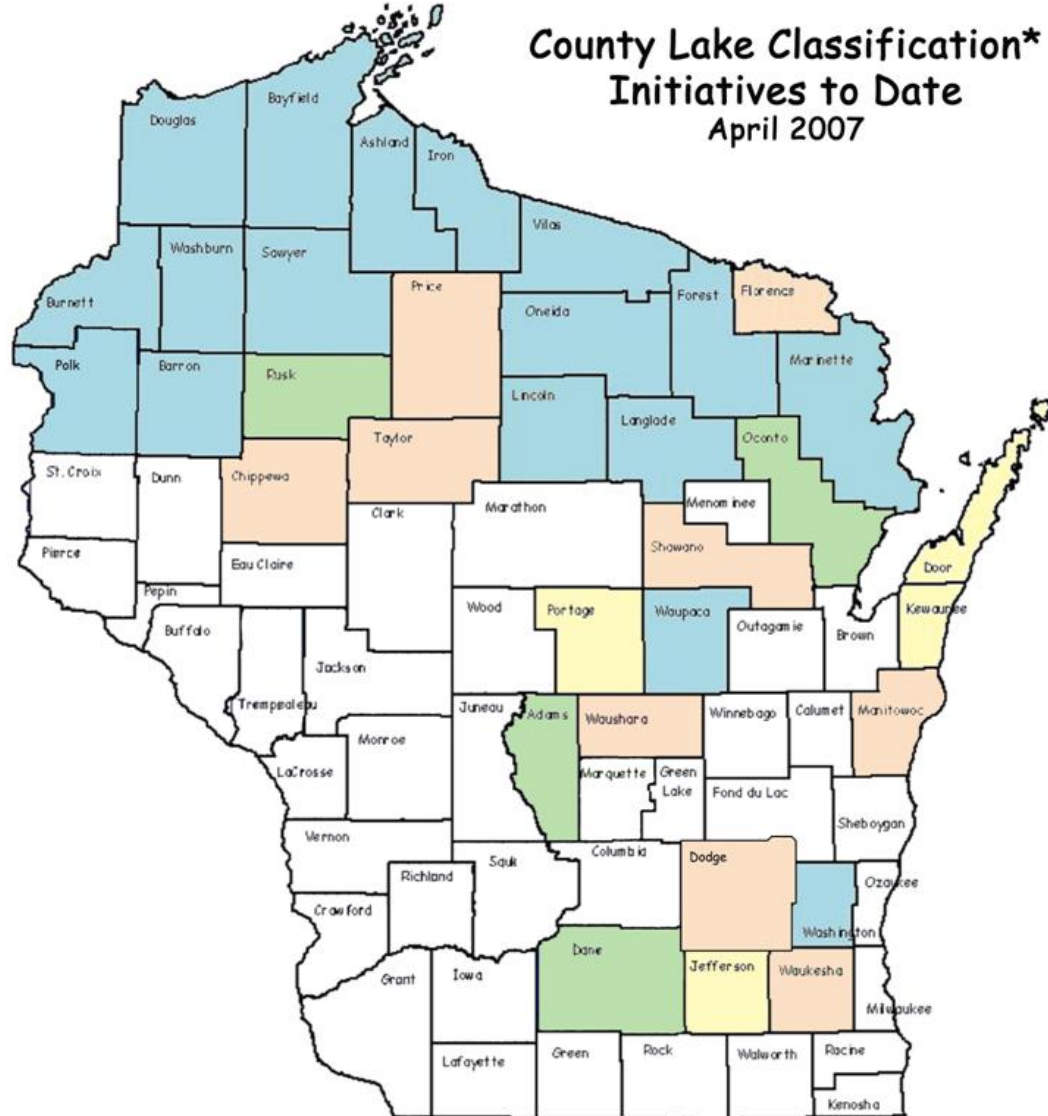 County Lake Classification*
Initiatives to Date
April 2007
Bayfield
Douglas
Ashland
Iron
Vilas
Washburn
Sawyer
Price
Florence
Forest
Burnett
Oneida
Marinette
Polk
Barron
Rusk
Lincoln
Langlade
Taylor
Oconto
St. Croix
Dunn
Chippewa
Marathon
Menominee
Clark
Shawano
Pierce
Eau Claire
Door
Pepin
Wood
Portage
Waupaca
Kewaunee
Buffalo
Outagamie
Brown
Jackson
Trempealeau
Juneau
Adams
Waushara
Winnebago
Calumet
Manitowoc
Monroe
LaCrosse
Marquette
Green
Lake
Fond du Lac
Sheboygan
Vernon
Columbia
Dodge
Sauk
Richland
Ozaukee
Crawford
Washington
Dane
Jefferson
Waukesha
Iowa
Grant
Milwaukee
Green
Rock
Walworth
Racine
Lafayette
Kenosha